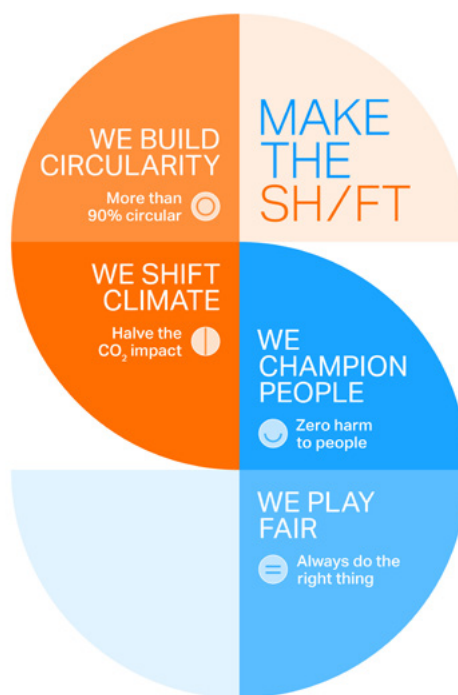 WE BUILD
CIRCULARITY
More than
90% circular
MAKE
THE
SH/FT
WE SHIFT
CLIMATE
Halve the
CO₂ impact
WE
CHAMPION
PEOPLE
Zero harm
to people
WE PLAY
FAIR
Always do the
right thing